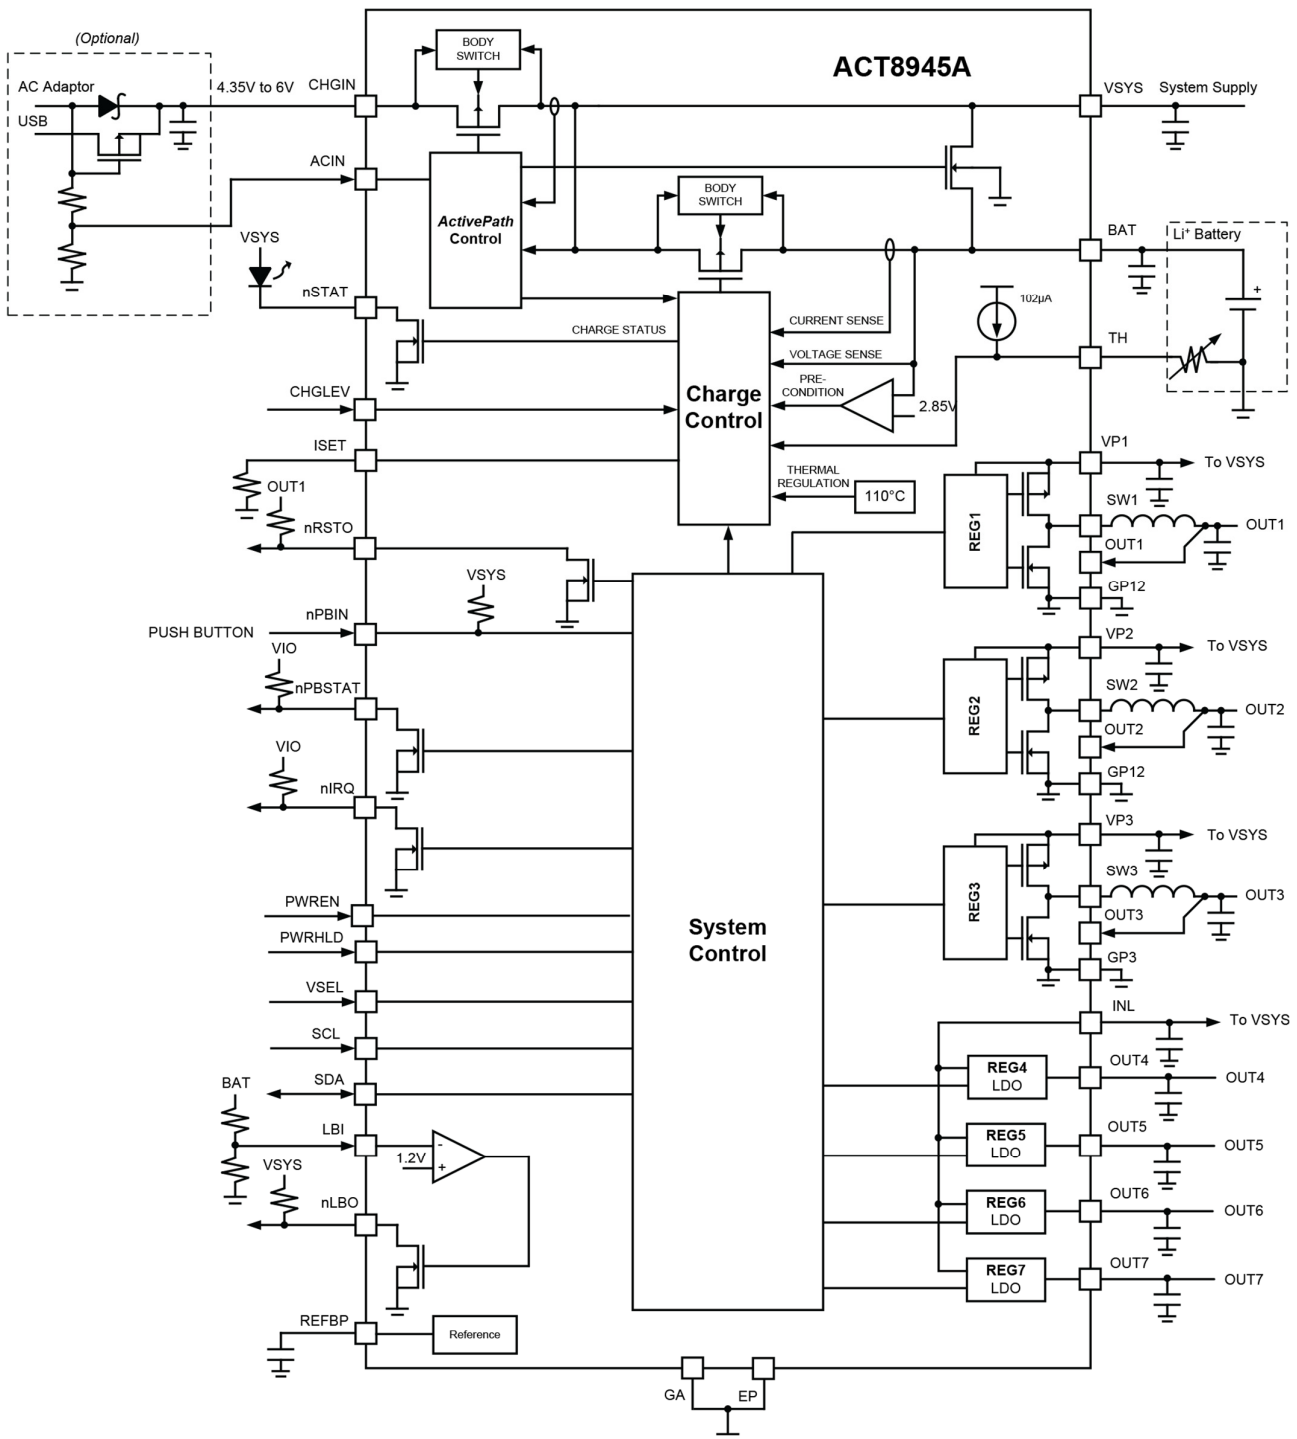 (Optional)
AC Adaptor
USB
4.35V to 6V
CHGIN
BODY
SWITCH
ACT8945A
VSYS
System Supply
ACIN
ActivePath
Control
BODY
SWITCH
BAT
Li+ Battery
+
VSYS
nSTAT
CHARGE STATUS
CURRENT SENSE
VOLTAGE SENSE
PRE-
CONDITION
2.85V
102µA
TH
CHGLEV
ISET
Charge
Control
THERMAL
REGULATION
110°C
OUT1
nRSTO
VSYS
nPBIN
PUSH BUTTON
VIO
nPBSTAT
VIO
nIRQ
PWREN
PWRHLD
VSEL
SCL
SDA
BAT
LBI
1.2V
-
+
VSYS
nLBO
REFBP
Reference
System
Control
REG1
VP1
To VSYS
SW1
OUT1
OUT1
GP12
REG2
VP2
To VSYS
SW2
OUT2
OUT2
GP12
REG3
VP3
To VSYS
SW3
OUT3
OUT3
GP3
INL
To VSYS
REG4
LDO
OUT4
OUT4
REG5
LDO
OUT5
OUT5
REG6
LDO
OUT6
OUT6
REG7
LDO
OUT7
OUT7
GA
EP